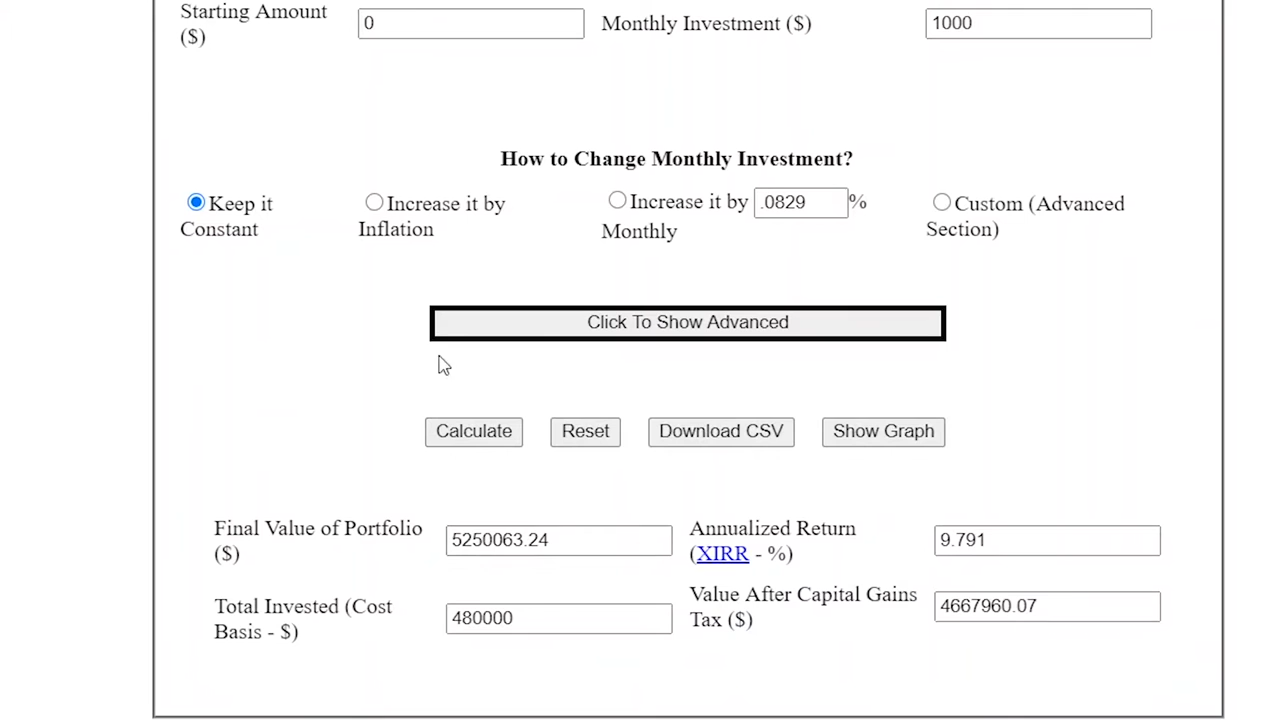 Starting Amount
($)
0
Monthly Investment ($)
1000
How to Change Monthly Investment?
Keep it
Constant
Increase it by
Inflation
Increase it by .0829 %
Monthly
Custom (Advanced
Section)
Click To Show Advanced
Calculate
Reset
Download CSV
Show Graph
Final Value of Portfolio
($)
5250063.24
Annualized Return
(XIRR - %)
9.791
Total Invested (Cost
Basis - $)
480000
Value After Capital Gains
Tax ($)
4667960.07